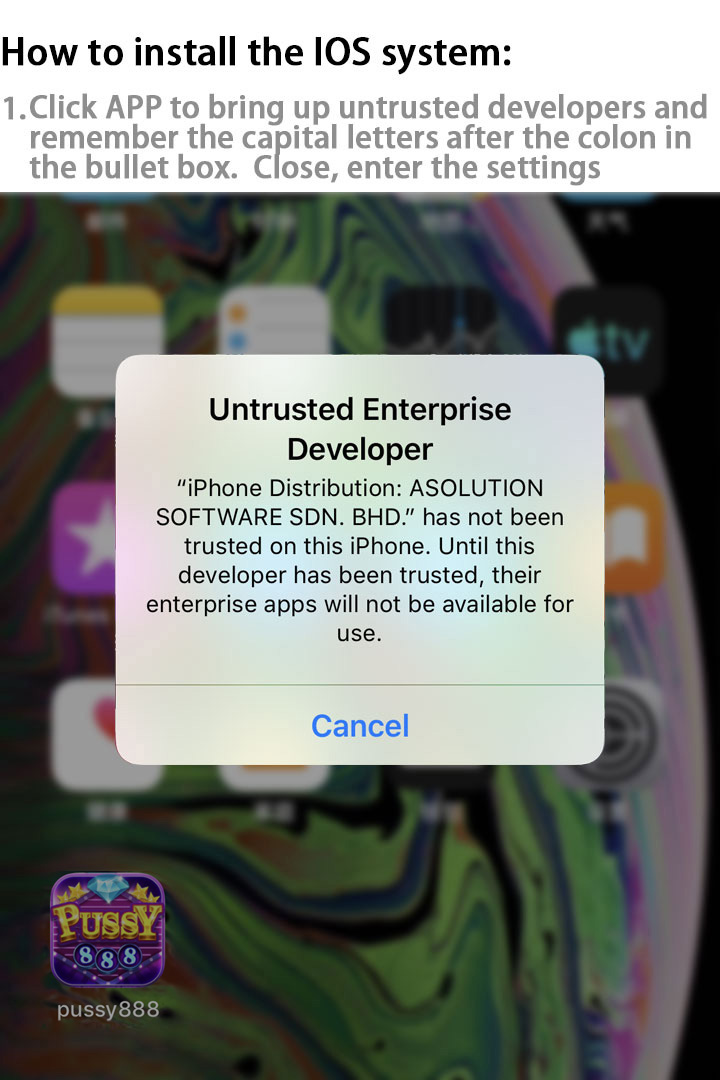 How to install the IOS system:
1.Click APP to bring up untrusted developers and
remember the capital letters after the colon in
the bullet box. Close, enter the settings
tv
Untrusted Enterprise
Developer
“iPhone Distribution: ASOLUTION
SOFTWARE SDN. BHD.” has not been
trusted on this iPhone. Until this
developer has been trusted, their
enterprise apps will not be available for
use.
Cancel
PUSSY
888
pussy888